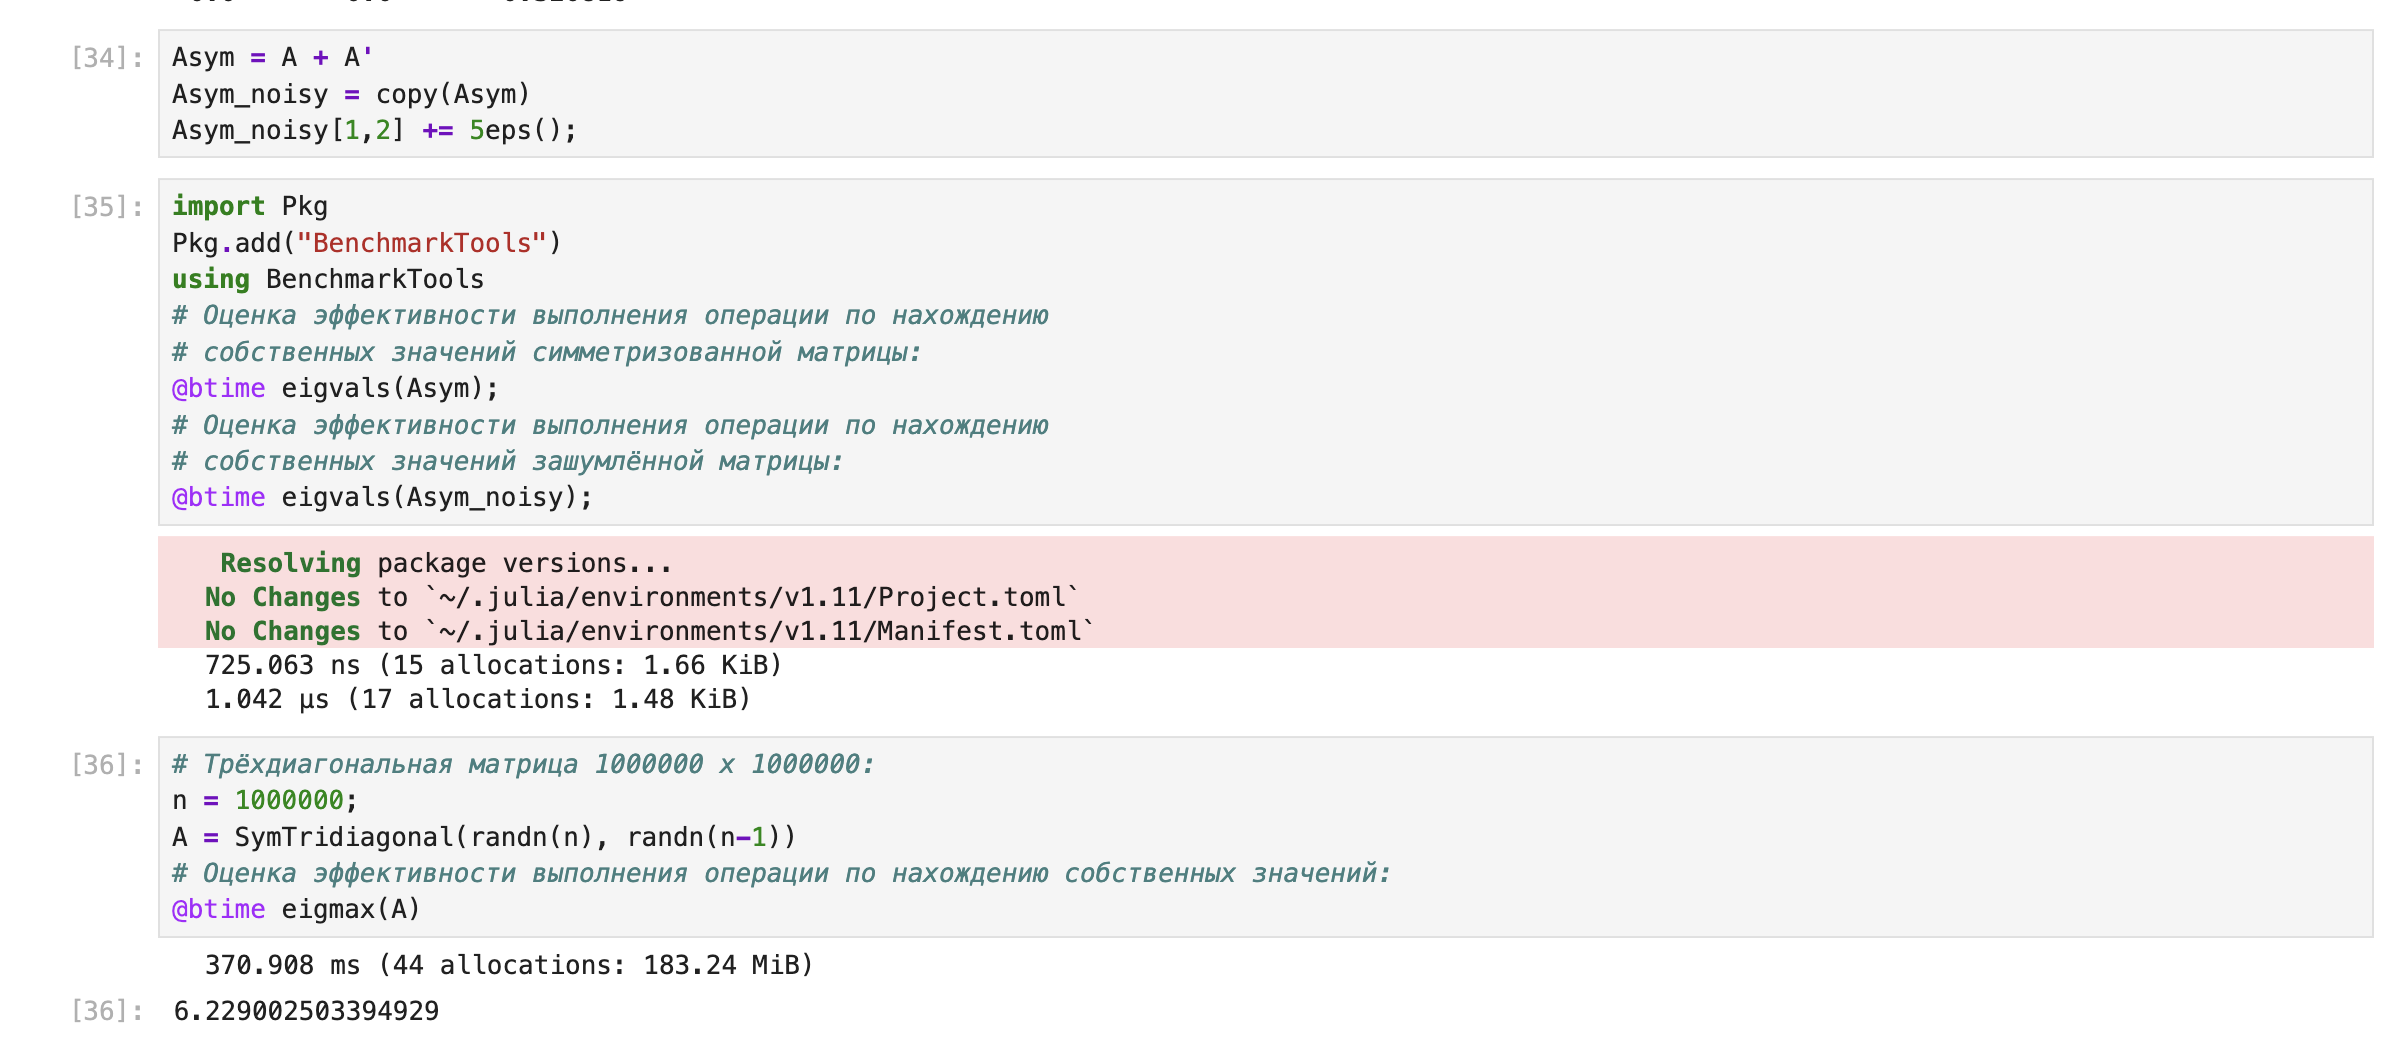 [34]: Asym = A + A'
Asym_noisy = copy(Asym)
Asym_noisy[1,2] += 5eps();
[35]: import Pkg
Pkg.add("BenchmarkTools")
using BenchmarkTools
# Оценка эффективности выполнения операции по нахождению
# собственных значений симметризованной матрицы:
@btime eigvals(Asym);
# Оценка эффективности выполнения операции по нахождению
# собственных значений зашумлённой матрицы:
@btime eigvals(Asym_noisy);
Resolving package versions...
No Changes to `~/.julia/environments/v1.11/Project.toml`
No Changes to `~/.julia/environments/v1.11/Manifest.toml`
725.063 ns (15 allocations: 1.66 KiB)
1.042 μs (17 allocations: 1.48 KiB)
[36]: # Трёхдиагональная матрица 1000000 x 1000000:
n = 1000000;
A = SymTridiagonal(randn(n), randn(n-1))
# Оценка эффективности выполнения операции по нахождению собственных значений:
@btime eigmax(A)
370.908 ms (44 allocations: 183.24 MiB)
[36]: 6.229002503394929